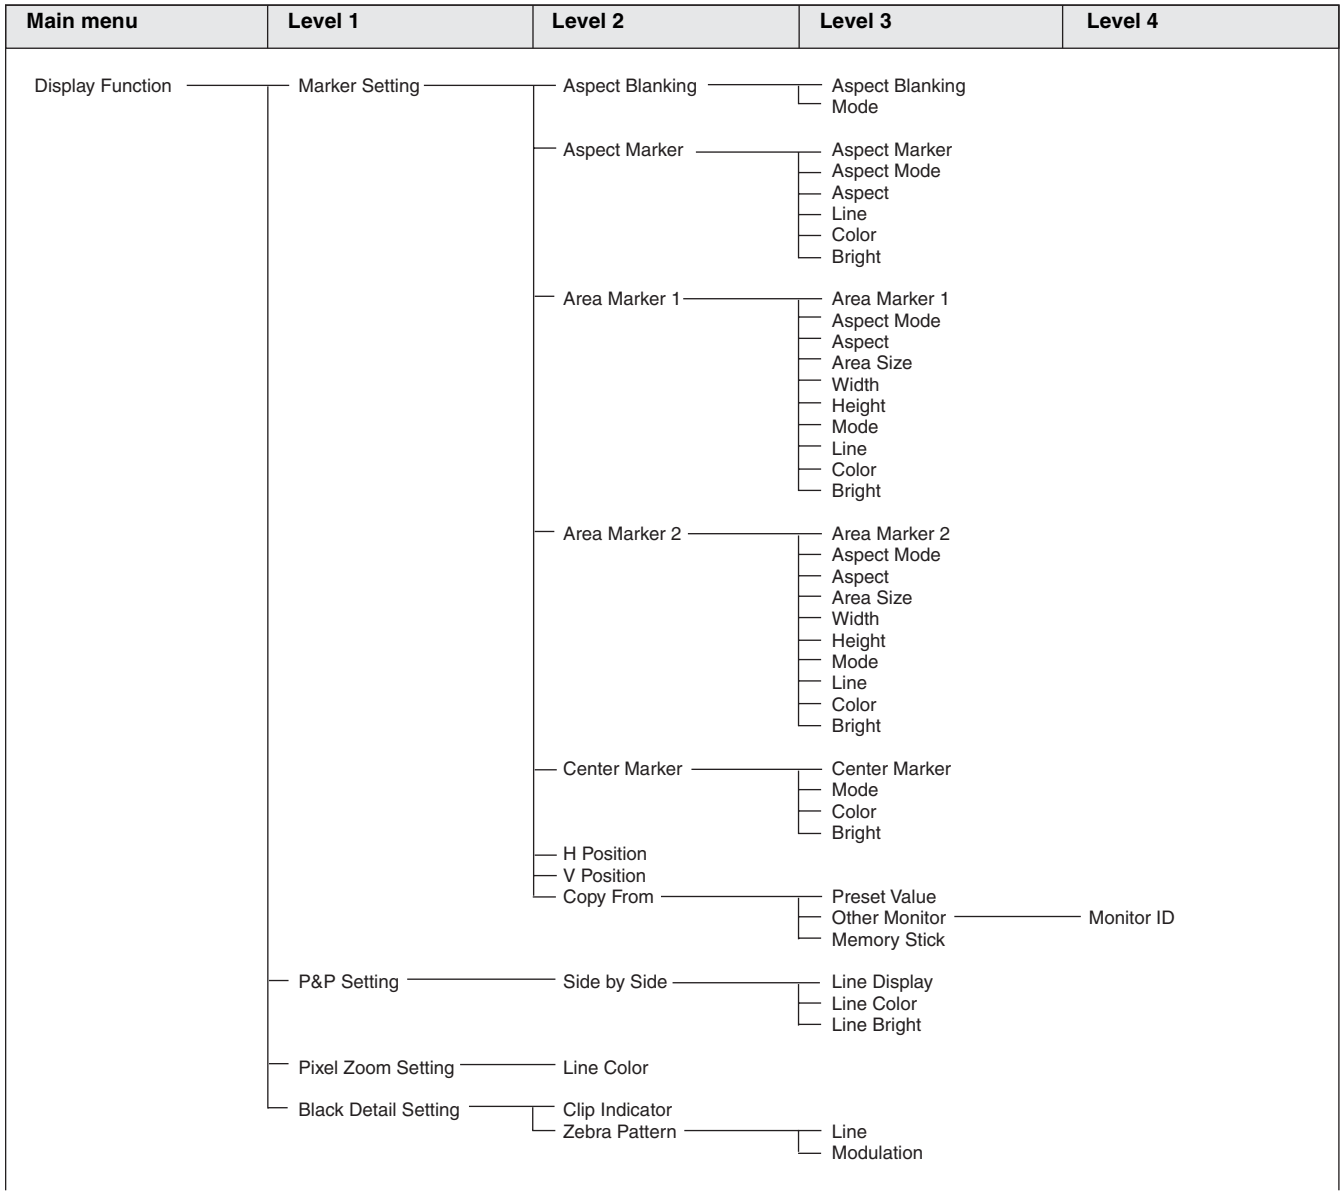 Main menu Level 1 Level 2 Level 3 Level 4
Display Function Marker Setting Aspect Blanking Aspect Blanking
Mode
Aspect Marker Aspect Marker
Aspect Mode
Aspect
Line
Color
Bright
Area Marker 1 Area Marker 1
Aspect Mode
Aspect
Area Size
Width
Height
Mode
Line
Color
Bright
Area Marker 2 Area Marker 2
Aspect Mode
Aspect
Area Size
Width
Height
Mode
Line
Color
Bright
Center Marker Center Marker
Mode
Color
Bright
H Position
V Position
Copy From Preset Value
Other Monitor Monitor ID
Memory Stick
P&P Setting Side by Side Line Display
Line Color
Line Bright
Pixel Zoom Setting Line Color
Black Detail Setting Clip Indicator
Zebra Pattern Line
Modulation